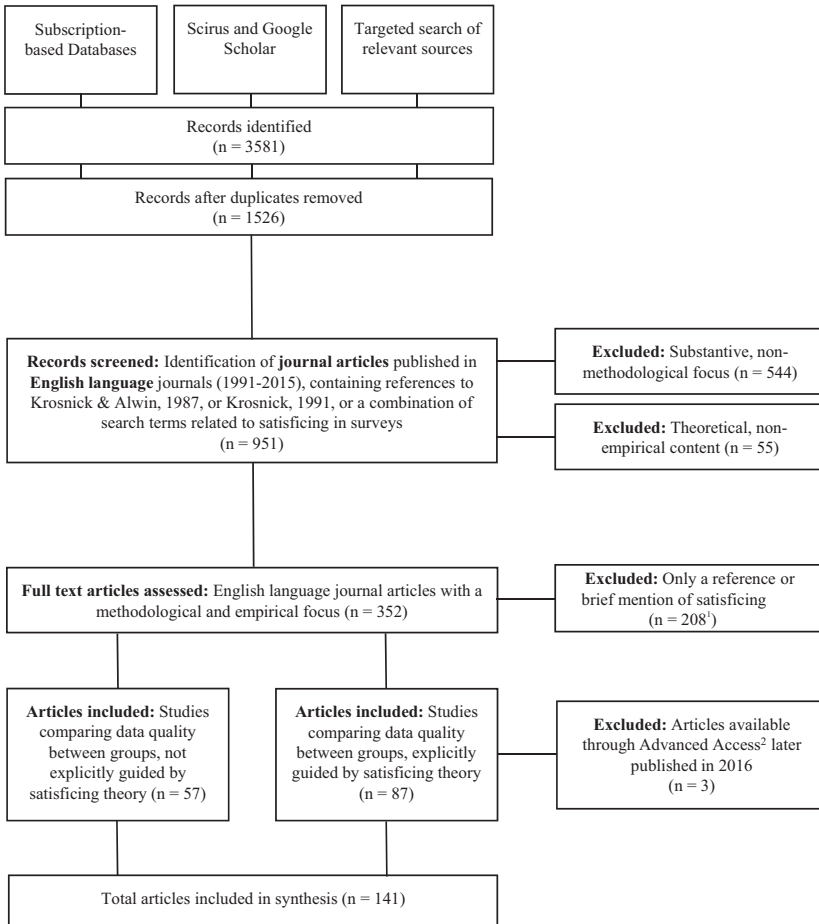 Subscription-
based Databases
Scirus and Google
Scholar
Targeted search of
relevant sources
Records identified
(n = 3581)
Records after duplicates removed
(n = 1526)
Records screened: Identification of journal articles published in
English language journals (1991-2015), containing references to
Krosnick & Alwin, 1987, or Krosnick, 1991, or a combination of
search terms related to satisficing in surveys
(n = 951)
Excluded: Substantive, non-
methodological focus (n = 544)
Excluded: Theoretical, non-
empirical content (n = 55)
Full text articles assessed: English language journal articles with a
methodological and empirical focus (n = 352)
Excluded: Only a reference or
brief mention of satisficing
(n = 208¹)
Articles included: Studies
comparing data quality
between groups, not
explicitly guided by
satisficing theory (n = 57)
Articles included: Studies
comparing data quality
between groups, explicitly
guided by satisficing theory
(n = 87)
Excluded: Articles available
through Advanced Access² later
published in 2016
(n = 3)
Total articles included in synthesis (n = 141)